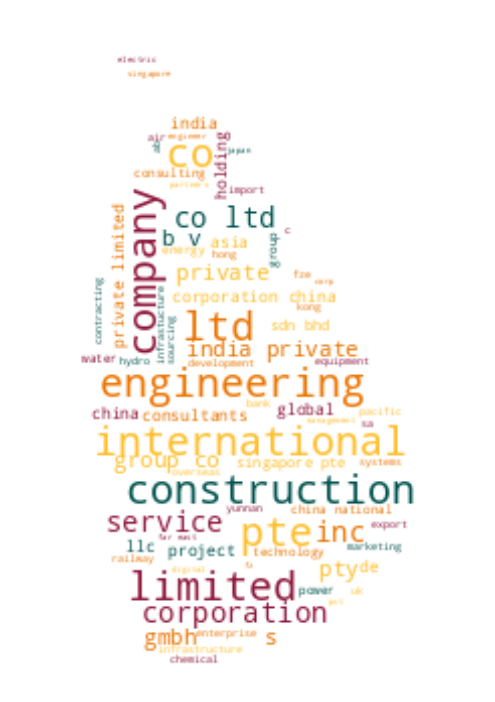 electric
singapore
india
air engineer
ab
co
japan
holding
consulting
partners
import
company
co ltd
c
b v
asia
group
energy
hong
private limited
private
fze
corp
contracting
infrastucture
corporation china
kong
sourcing
ltd
sdn bhd
india private
water
hydro
development
equipment
engineering
bank
china
consultants
global
pacific
management
sa
international
group co
singapore pte
systems
overseas
construction
yunnan
china national
service
pte
inc
export
far east
llc
project
technology
marketing
railway
digital
pty
de
limited
power
uk
corporation
gmbh
enterprise
s
infrastructure
chemical